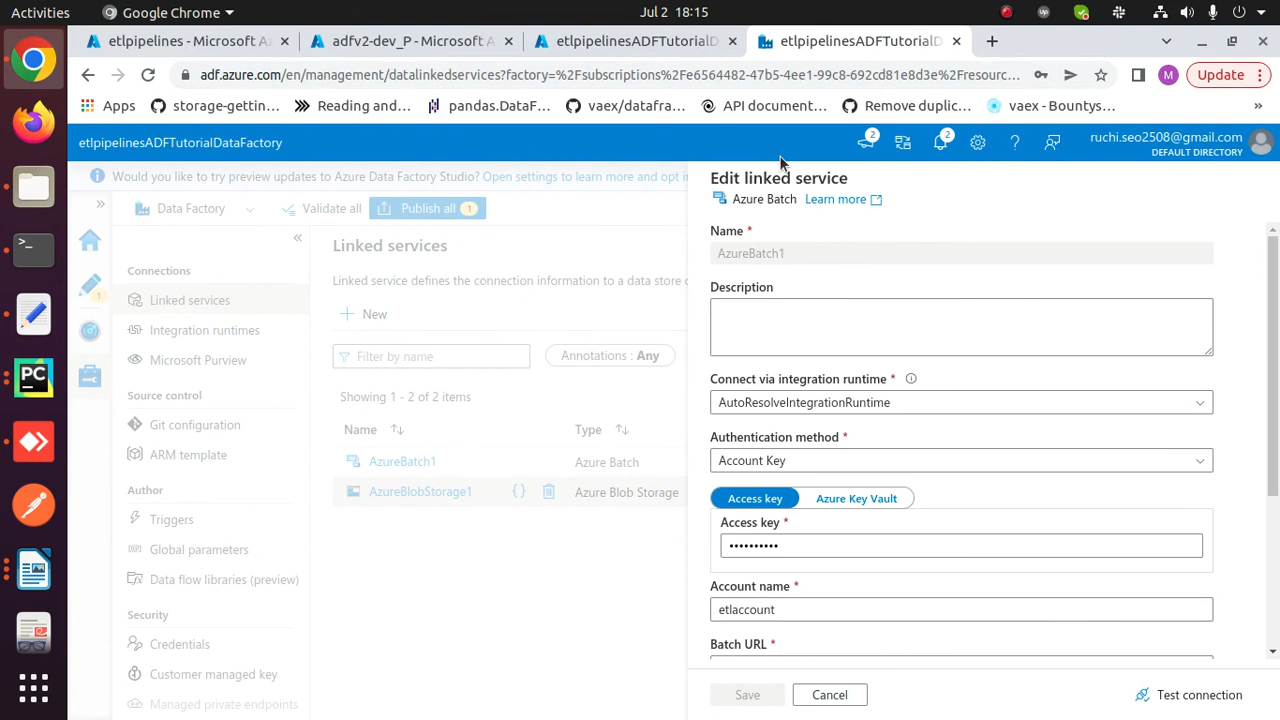 Activities
Google Chrome
Jul 2 18:15
etlpipelines - Microsoft Az
adfv2-dev_P - Microsoft A
etlpipelinesADFTutorialD
etlpipelinesADFTutorialD
adf.azure.com/en/management/datalinkedservices?factory=%2Fsubscriptions%2Fe6564482-47b5-4ee1-99c8-692cd81e8d3e%2Fresourc...
M
Update
Apps
storage-gettin...
Reading and...
pandas.DataF...
vaex/datafra...
API document...
Remove duplic...
vaex - Bountys...
»
etlpipelinesADFTutorialDataFactory
2
2
ruchi.seo2508@gmail.com
DEFAULT DIRECTORY
Would you like to try preview updates to Azure Data Factory Studio? Open settings to learn more and opt in
Data Factory
Validate all
Publish all 1
1
Connections
Linked services
Integration runtimes
Microsoft Purview
Source control
Git configuration
ARM template
Author
Triggers
Global parameters
Data flow libraries (preview)
Security
Credentials
Customer managed key
Managed private endpoints
Linked services
Linked service defines the connection information to a data store
New
Filter by name
Annotations : Any
Showing 1 - 2 of 2 items
Name
Type
AzureBatch1
Azure Batch
AzureBlobStorage1
{}
Azure Blob Storage
Edit linked service
Azure Batch
Learn more
Name *
AzureBatch1
Description
Connect via integration runtime *
AutoResolveIntegrationRuntime
Authentication method *
Account Key
Access key
Azure Key Vault
Access key *
••••••••••
Account name *
etlaccount
Batch URL *
Save
Cancel
Test connection